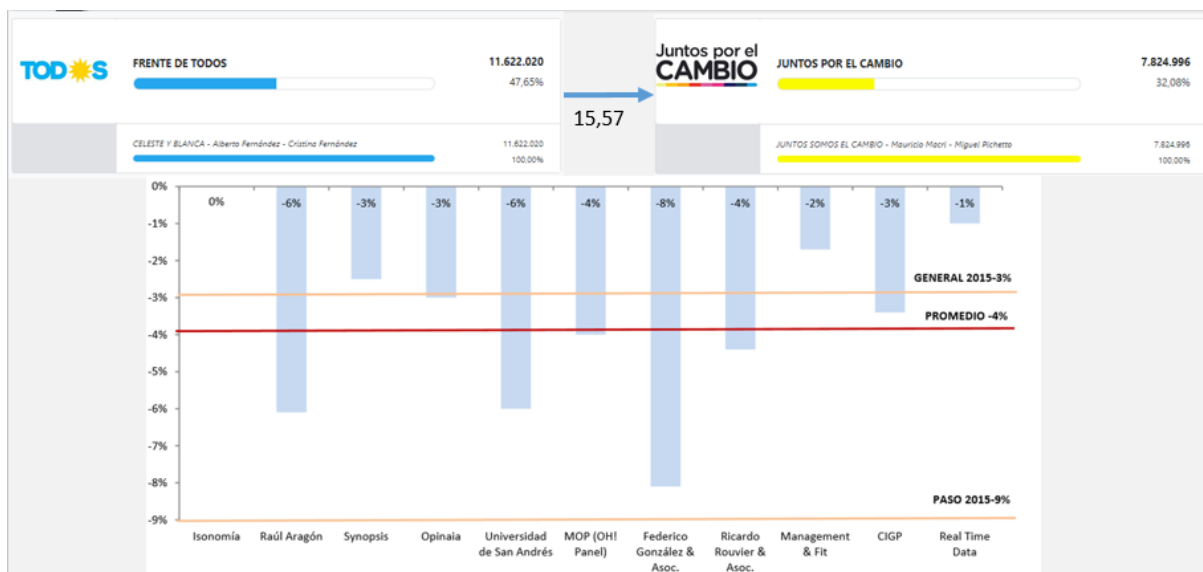 TODOS
FRENTE DE TODOS
11.622.020
47,65%
CELESTE Y BLANCA - Alberto Fernández - Cristina Fernández
11.622.020
100,00%
15,57
Juntos por el
CAMBIO
JUNTOS POR EL CAMBIO
7.824.996
32,08%
JUNTOS SOMOS EL CAMBIO - Mauricio Macri - Miguel Pichetto
7.824.996
100.00%
0%
-1%
-2%
-3%
-4%
-5%
-6%
-7%
-8%
-9%
0%
-6%
-3%
-3%
-6%
-4%
-8%
-4%
-2%
-3%
-1%
GENERAL 2015-3%
PROMEDIO -4%
PASO 2015-9%
Isonomía
Raúl Aragón
Synopsis
Opinaia
Universidad
de San Andrés
MOP (OH!
Panel)
Federico
González &
Asoc.
Ricardo
Rouvier &
Asoc.
Management
& Fit
CIGP
Real Time
Data